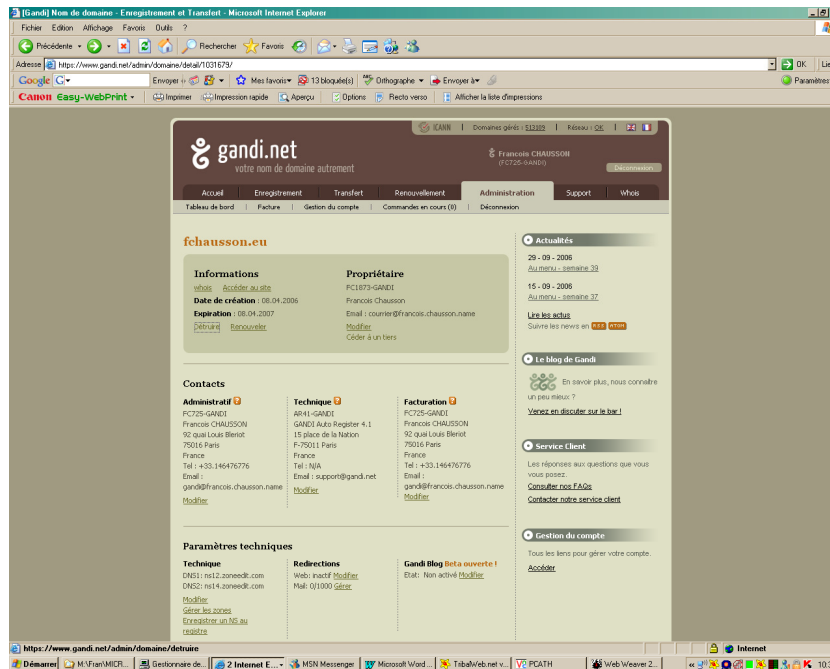 [Gandi] Nom de domaine - Enregistrement et Transfert - Microsoft Internet Explorer
Fichier Edition Affichage Favoris Outils ?
Précédente Rechercher Favoris
Adresse https://www.gandi.net/admin/domaine/detail/1031679/ OK
Google G Envoyer Mes favoris 13 bloquée(s) Orthographe Envoyer à Paramètres
Canon Easy-WebPrint Imprimer Impression rapide Aperçu Options Recto verso Afficher la liste d'impressions
ICANN | Domaines gérés : 513189 | Réseau : OK |
gandi.net
votre nom de domaine autrement
Francois CHAUSSON
(FC725-GANDI)
Déconnexion
Accueil Enregistrement Transfert Renouvellement Administration Support Whois
Tableau de bord | Facture | Gestion du compte | Commandes en cours (0) | Déconnexion
fchausson.eu
Informations
whois Accéder au site
Date de création : 08.04.2006
Expiration : 08.04.2007
Détruire Renouveler
Propriétaire
FC1873-GANDI
Francois Chausson
Email : courrier@francois.chausson.name
Modifier
Céder à un tiers
Contacts
Administratif ?
FC725-GANDI
Francois CHAUSSON
92 quai Louis Bleriot
75016 Paris
France
Tel : +33.146476776
Email :
gandi@francois.chausson.name
Modifier
Technique ?
AR41-GANDI
GANDI Auto Register 4.1
15 place de la Nation
F-75011 Paris
France
Tel : N/A
Email : support@gandi.net
Modifier
Facturation ?
FC725-GANDI
Francois CHAUSSON
92 quai Louis Bleriot
75016 Paris
France
Tel : +33.146476776
Email :
gandi@francois.chausson.name
Modifier
Paramètres techniques
Technique
DNS1: ns12.zoneedit.com
DNS2: ns14.zoneedit.com
Modifier
Gérer les zones
Enregistrer un NS au
registre
Redirections
Web: inactif Modifier
Mail: 0/1000 Gérer
Gandi Blog Beta ouverte !
Etat: Non activé Modifier
Actualités
29 - 09 - 2006
Au menu - semaine 39
15 - 09 - 2006
Au menu - semaine 37
Lire les actus
Suivre les news en RSS ATOM
Le blog de Gandi
En savoir plus, nous connaître
un peu mieux ?
Venez en discuter sur le bar !
Service Client
Les réponses aux questions que vous
vous posez.
Consulter nos FAQs
Contacter notre service client
Gestion du compte
Tous les liens pour gérer votre compte.
Accéder
https://www.gandi.net/admin/domaine/detruire Internet
Démarrer M:\Fran\MICR... Gestionnaire de... 2 Internet E... MSN Messenger Microsoft Word ... TribalWeb.net v... PCATH Web Weaver 2...